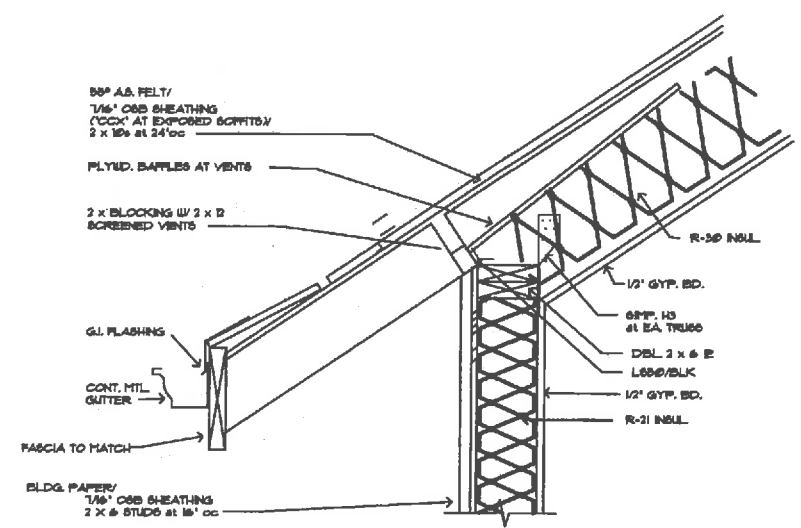 55# A.S. FELT/
7/16" OSB SHEATHING
("CCX" AT EXPOSED SOFFITS)/
2 x 10s at 24"oc
PLYWD. BAFFLES AT VENTS
2 x BLOCKING W/ 2 x 12
SCREENED VENTS
R-30 INSUL.
1/2" GYP. BD.
SIMP. H3
at EA. TRUSS
G.I. FLASHING
DBL 2 x 6 PL
L550/BLK
CONT. MTL.
GUTTER
1/2" GYP. BD.
R-21 INSUL.
FASCIA TO MATCH
BLDG. PAPER/
7/16" OSB SHEATHING
2 X 6 STUDS at 16" oc